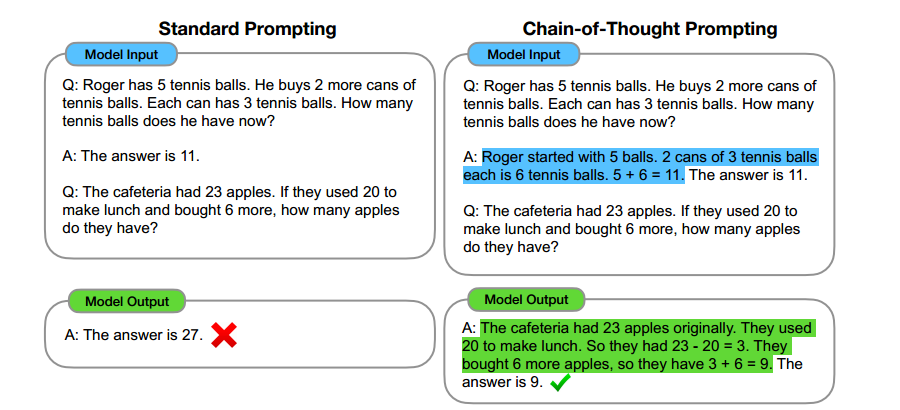 Standard Prompting
Model Input
Q: Roger has 5 tennis balls. He buys 2 more cans of
tennis balls. Each can has 3 tennis balls. How many
tennis balls does he have now?
A: The answer is 11.
Q: The cafeteria had 23 apples. If they used 20 to
make lunch and bought 6 more, how many apples
do they have?
Model Output
A: The answer is 27.
Chain-of-Thought Prompting
Model Input
Q: Roger has 5 tennis balls. He buys 2 more cans of
tennis balls. Each can has 3 tennis balls. How many
tennis balls does he have now?
A: Roger started with 5 balls. 2 cans of 3 tennis balls
each is 6 tennis balls. 5 + 6 = 11. The answer is 11.
Q: The cafeteria had 23 apples. If they used 20 to
make lunch and bought 6 more, how many apples
do they have?
Model Output
A: The cafeteria had 23 apples originally. They used
20 to make lunch. So they had 23 - 20 = 3. They
bought 6 more apples, so they have 3 + 6 = 9. The
answer is 9.